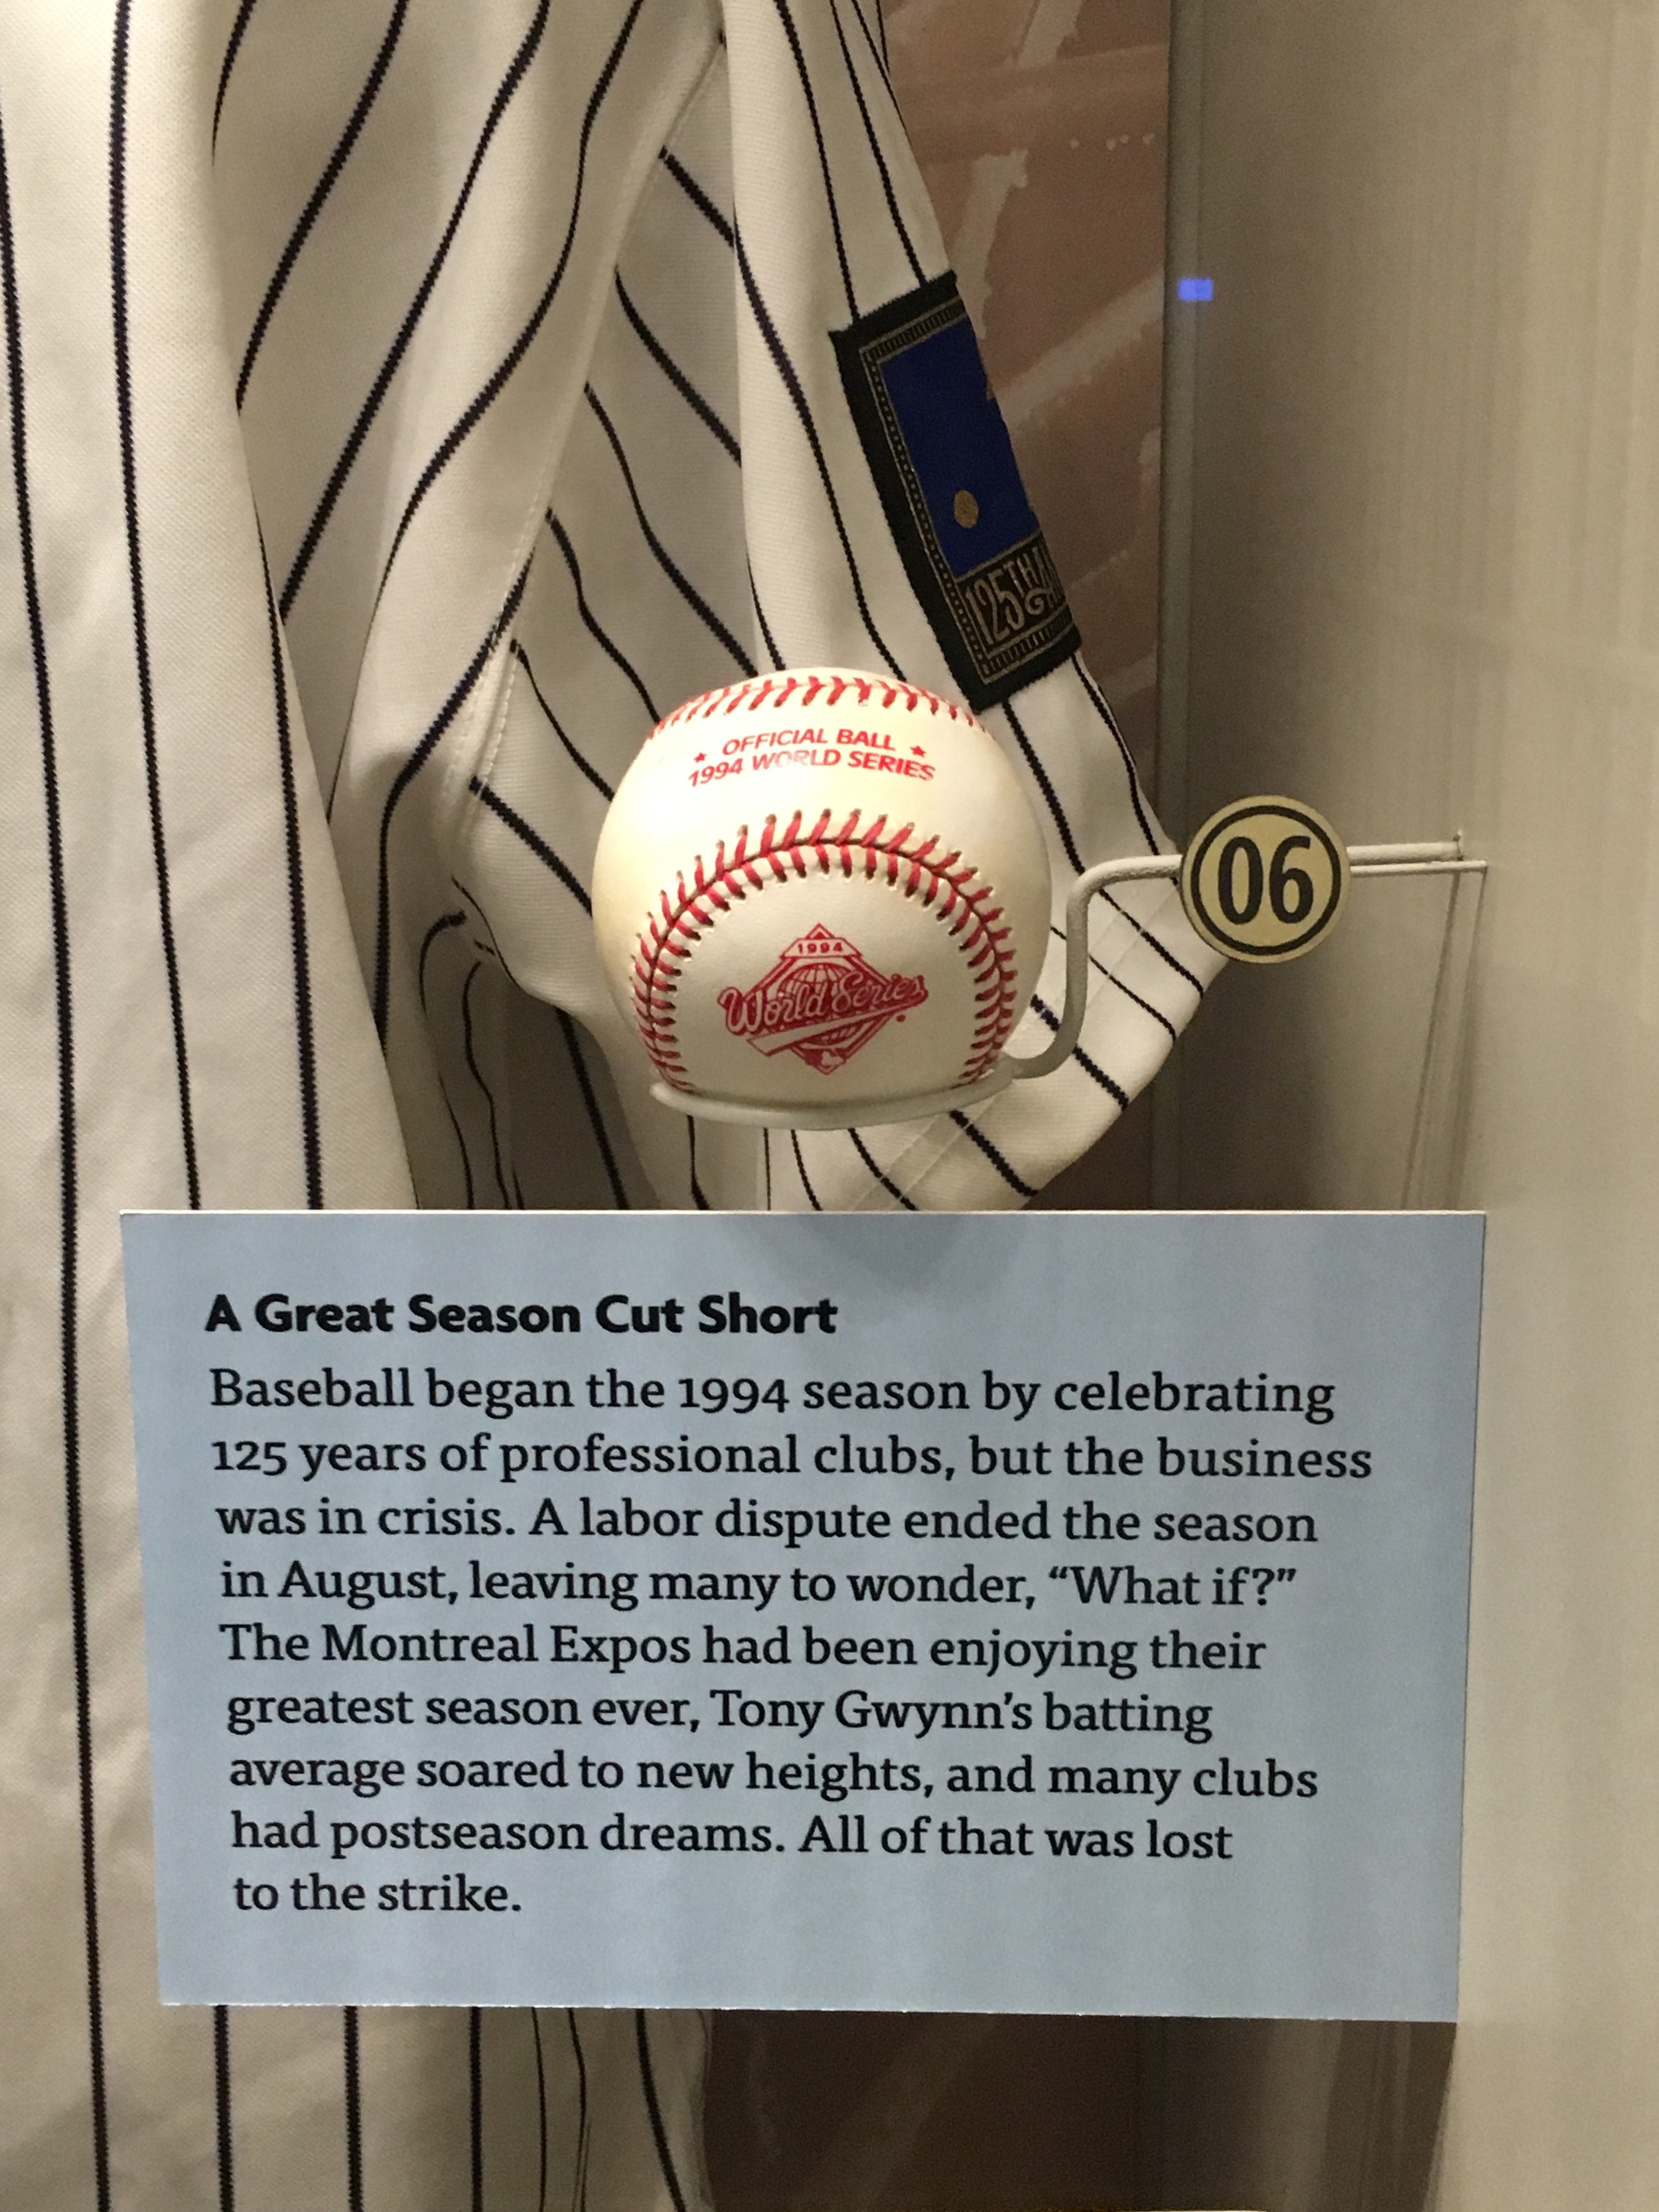 125TH
★ OFFICIAL BALL ★
1994 WORLD SERIES
1994
World Series
06
A Great Season Cut Short
Baseball began the 1994 season by celebrating
125 years of professional clubs, but the business
was in crisis. A labor dispute ended the season
in August, leaving many to wonder, “What if?”
The Montreal Expos had been enjoying their
greatest season ever, Tony Gwynn’s batting
average soared to new heights, and many clubs
had postseason dreams. All of that was lost
to the strike.